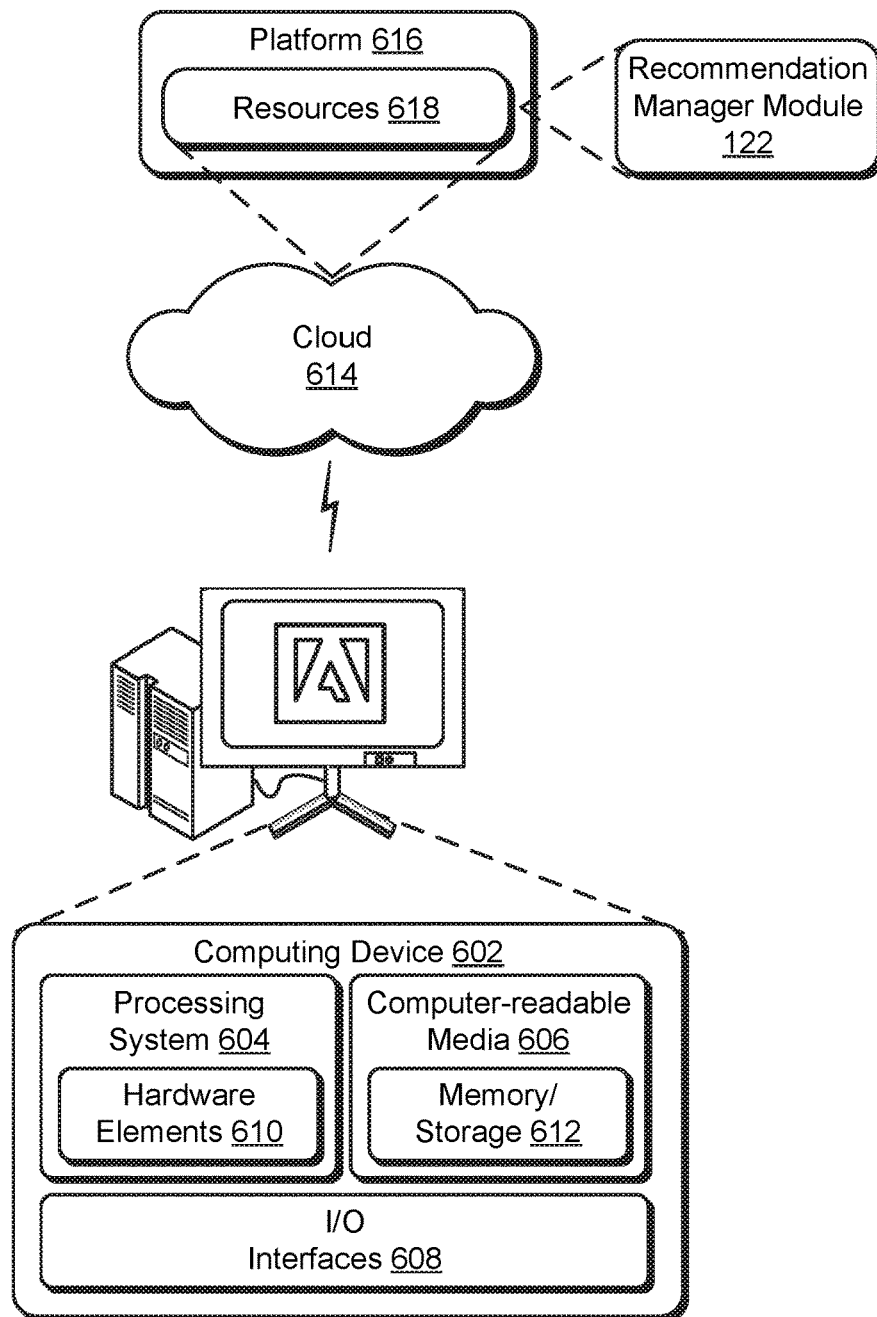 Platform 616
Resources 618
Recommendation
Manager Module
122
Cloud
614
Computing Device 602
Processing
System 604
Hardware
Elements 610
Computer-readable
Media 606
Memory/
Storage 612
I/O
Interfaces 608